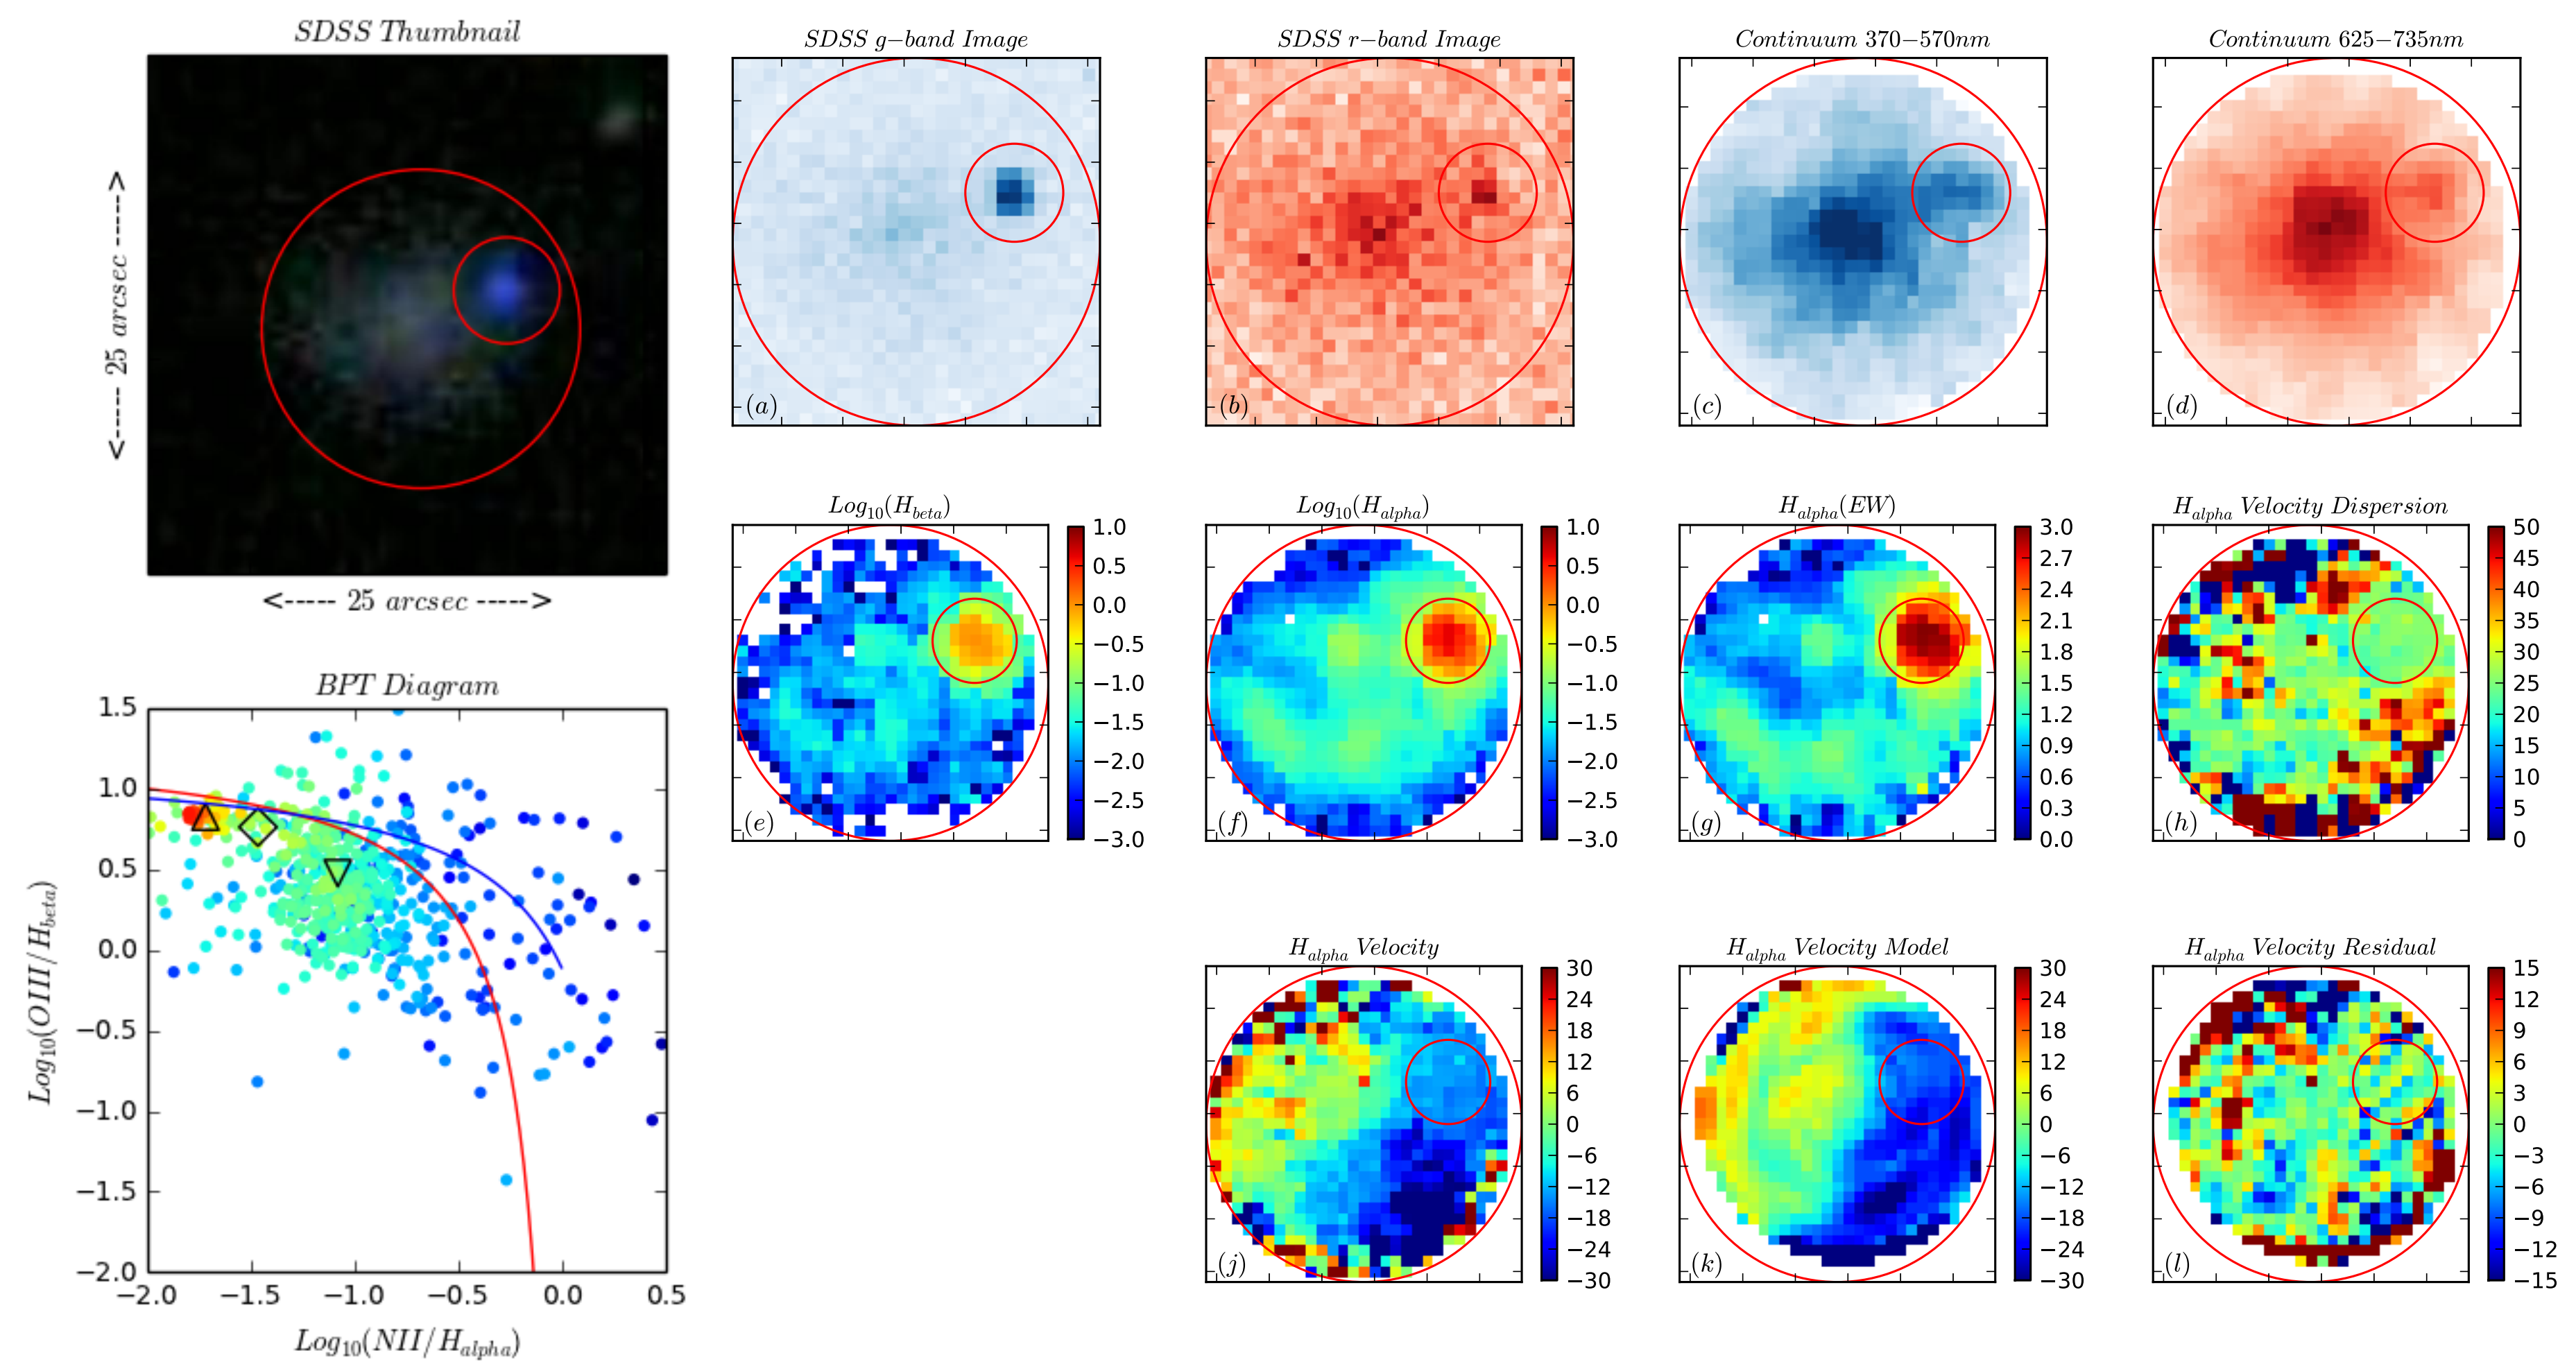 SDSS Thumbnail
<----- 25 arcsec ----->
<----- 25 arcsec ----->
SDSS g−band Image
(a)
SDSS r−band Image
(b)
Continuum 370−570nm
(c)
Continuum 625−735nm
(d)
Log10(Hbeta)
(e)
1.0
0.5
0.0
−0.5
−1.0
−1.5
−2.0
−2.5
−3.0
Log10(Halpha)
(f)
1.0
0.5
0.0
−0.5
−1.0
−1.5
−2.0
−2.5
−3.0
Halpha(EW)
(g)
3.0
2.7
2.4
2.1
1.8
1.5
1.2
0.9
0.6
0.3
0.0
Halpha Velocity Dispersion
(h)
50
45
40
35
30
25
20
15
10
5
0
BPT Diagram
Log10(OIII/Hbeta)
1.5
1.0
0.5
0.0
−0.5
−1.0
−1.5
−2.0
−2.0 −1.5 −1.0 −0.5 0.0 0.5
Log10(NII/Halpha)
Halpha Velocity
(j)
30
24
18
12
6
0
−6
−12
−18
−24
−30
Halpha Velocity Model
(k)
30
24
18
12
6
0
−6
−12
−18
−24
−30
Halpha Velocity Residual
(l)
15
12
9
6
3
0
−3
−6
−9
−12
−15